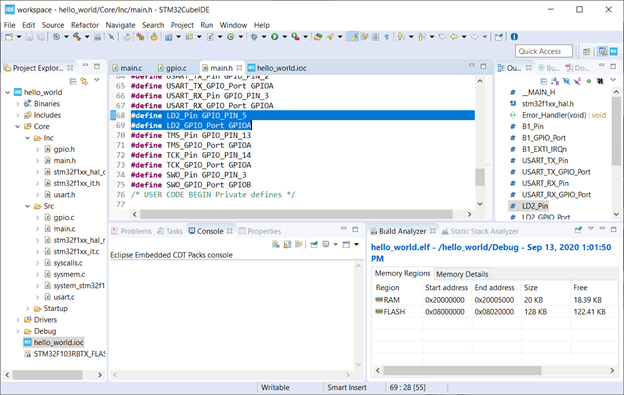 workspace - hello_world/Core/Inc/main.h - STM32CubeIDE
File Edit Source Refactor Navigate Search Project Run Window Help
Quick Access
Project Explor...
hello_world
Binaries
Includes
Core
Inc
gpio.h
main.h
stm32f1xx_hal_c
stm32f1xx_it.h
usart.h
Src
gpio.c
main.c
stm32f1xx_hal_r
stm32f1xx_it.c
syscalls.c
sysmem.c
system_stm32f1
usart.c
Startup
Drivers
Debug
hello_world.ioc
STM32F103RBTX_FLAS
main.c gpio.c main.h hello_world.ioc
64 #define USART_TX_Pin GPIO_PIN_2
65 #define USART_TX_GPIO_Port GPIOA
66 #define USART_RX_Pin GPIO_PIN_3
67 #define USART_RX_GPIO_Port GPIOA
68 #define LD2_Pin GPIO_PIN_5
69 #define LD2_GPIO_Port GPIOA
70 #define TMS_Pin GPIO_PIN_13
71 #define TMS_GPIO_Port GPIOA
72 #define TCK_Pin GPIO_PIN_14
73 #define TCK_GPIO_Port GPIOA
74 #define SWO_Pin GPIO_PIN_3
75 #define SWO_GPIO_Port GPIOB
76 /* USER CODE BEGIN Private defines */
Ou... Bu... Do...
__MAIN_H
stm32f1xx_hal.h
Error_Handler(void) : void
B1_Pin
B1_GPIO_Port
B1_EXTI_IRQn
USART_TX_Pin
USART_TX_GPIO_Port
USART_RX_Pin
USART_RX_GPIO_Port
LD2_Pin
LD2_GPIO_Port
Problems Tasks Console Properties
Eclipse Embedded CDT Packs console
Build Analyzer Static Stack Analyzer
hello_world.elf - /hello_world/Debug - Sep 13, 2020 1:01:50
PM
Memory Regions Memory Details
Region Start address End address Size Free
RAM 0x20000000 0x20005000 20 KB 18.39 KB
FLASH 0x08000000 0x08020000 128 KB 122.41 KB
Writable Smart Insert 69 : 28 [55]